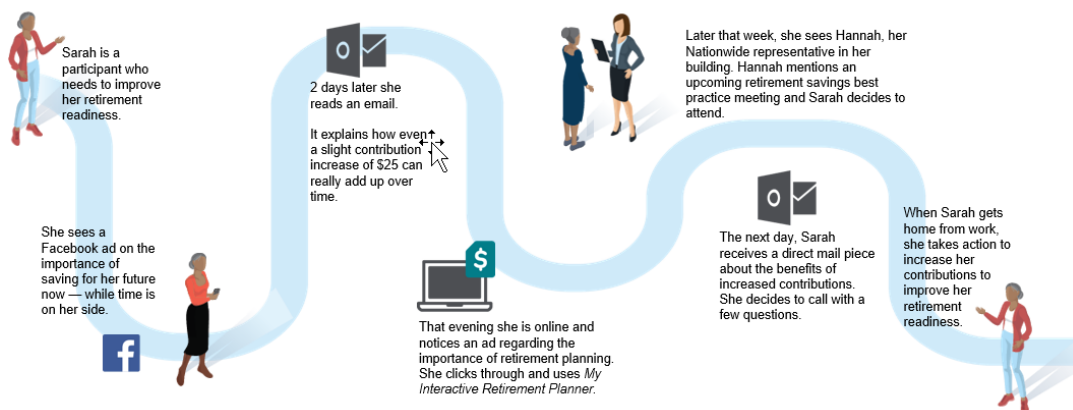 Sarah is a
participant who
needs to improve
her retirement
readiness.
She sees a
Facebook ad on the
importance of
saving for her future
now — while time is
on her side.
f
2 days later she
reads an email.
It explains how even
a slight contribution
increase of $25 can
really add up over
time.
$
That evening she is online and
notices an ad regarding the
importance of retirement planning.
She clicks through and uses My
Interactive Retirement Planner.
Later that week, she sees Hannah, her
Nationwide representative in her
building. Hannah mentions an
upcoming retirement savings best
practice meeting and Sarah decides to
attend.
The next day, Sarah
receives a direct mail piece
about the benefits of
increased contributions.
She decides to call with a
few questions.
When Sarah gets
home from work,
she takes action to
increase her
contributions to
improve her
retirement
readiness.